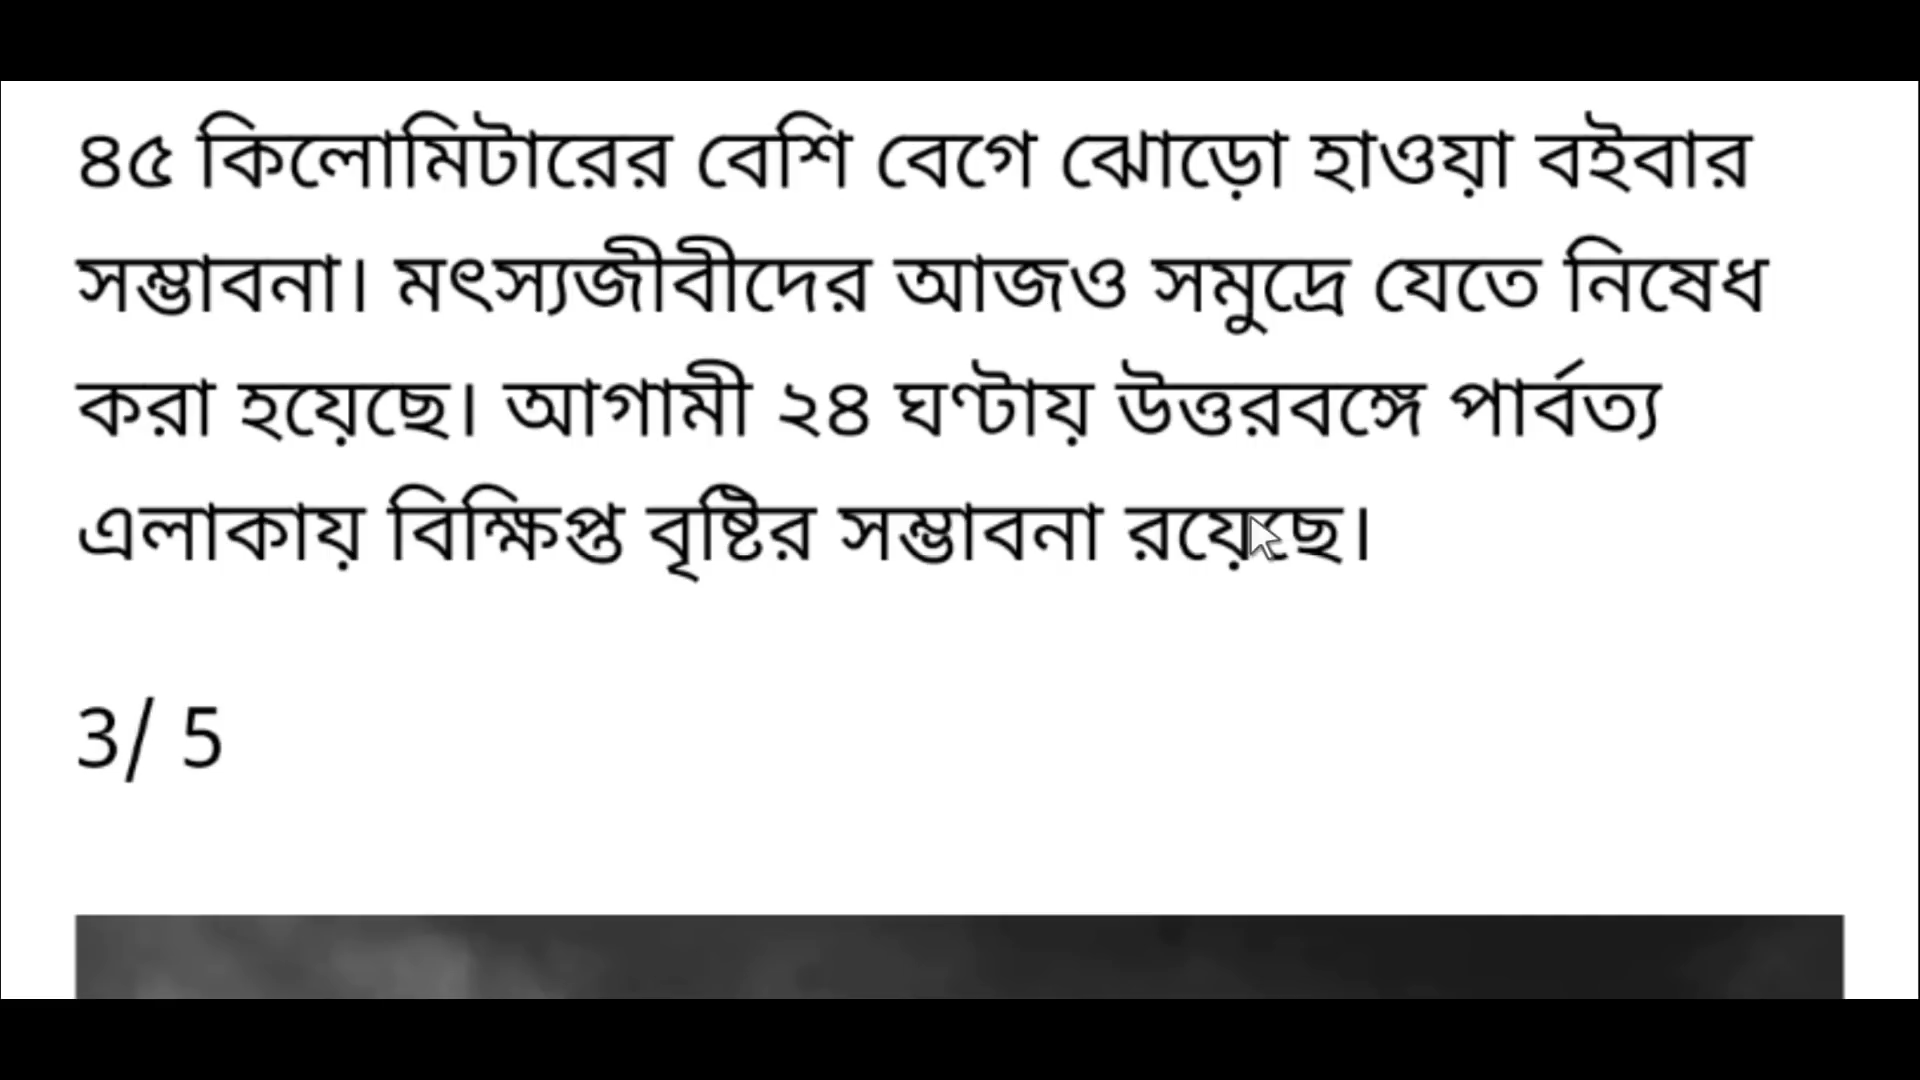 ৪৫ কিলোমিটারের বেশি বেগে ঝোড়ো হাওয়া বইবার
সম্ভাবনা। মৎস্যজীবীদের আজও সমুদ্রে যেতে নিষেধ
করা হয়েছে। আগামী ২৪ ঘণ্টায় উত্তরবঙ্গে পার্বত্য
এলাকায় বিক্ষিপ্ত বৃষ্টির সম্ভাবনা রয়েছে।
3/ 5